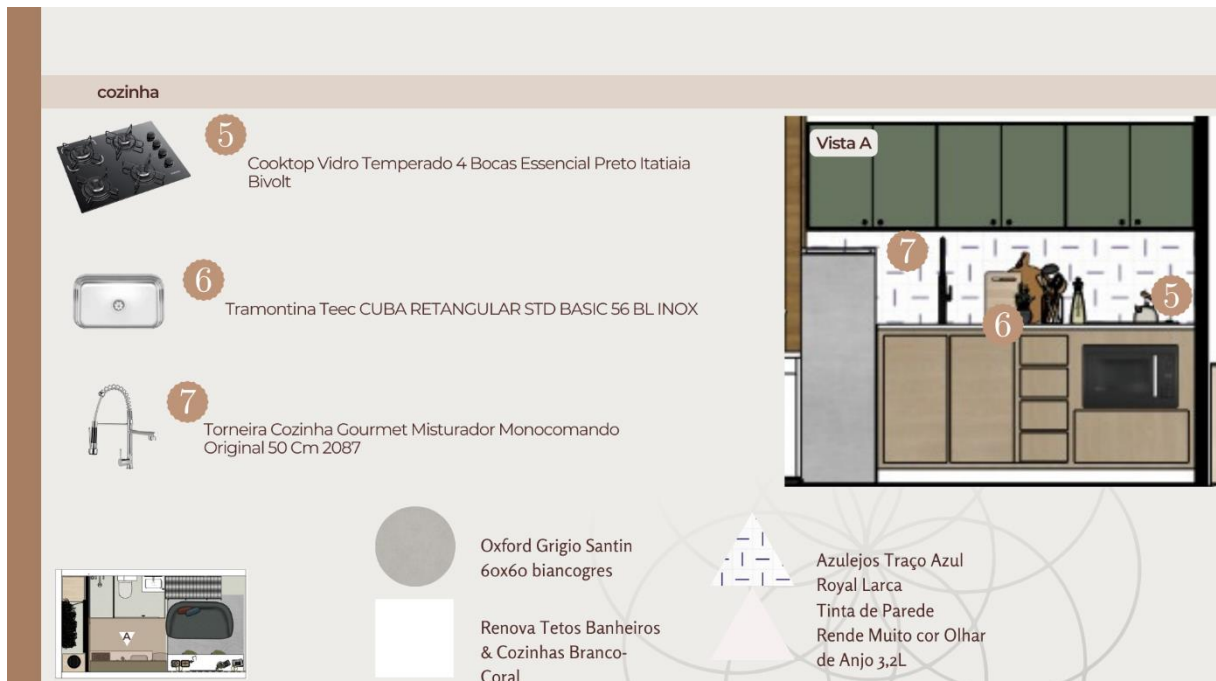 cozinha
5
Cooktop Vidro Temperado 4 Bocas Essencial Preto Itatiaia
Bivolt
6
Tramontina Teec CUBA RETANGULAR STD BASIC 56 BL INOX
7
Torneira Cozinha Gourmet Misturador Monocomando
Original 50 Cm 2087
Vista A
7
5
6
Oxford Grigio Santin
60x60 biancogres
Renova Tetos Banheiros
& Cozinhas Branco-
Coral
Azulejos Traço Azul
Royal Larca
Tinta de Parede
Rende Muito cor Olhar
de Anjo 3,2L
A